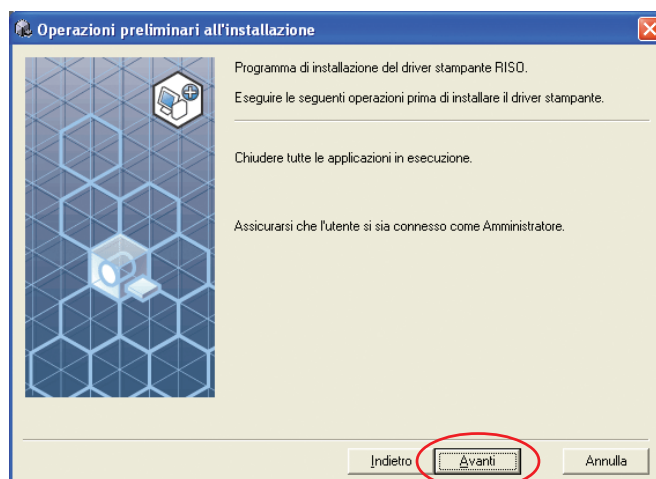 Operazioni preliminari all'installazione
Programma di installazione del driver stampante RISO.
Eseguire le seguenti operazioni prima di installare il driver stampante.
Chiudere tutte le applicazioni in esecuzione.
Assicurarsi che l'utente si sia connesso come Amministratore.
Indietro Avanti Annulla